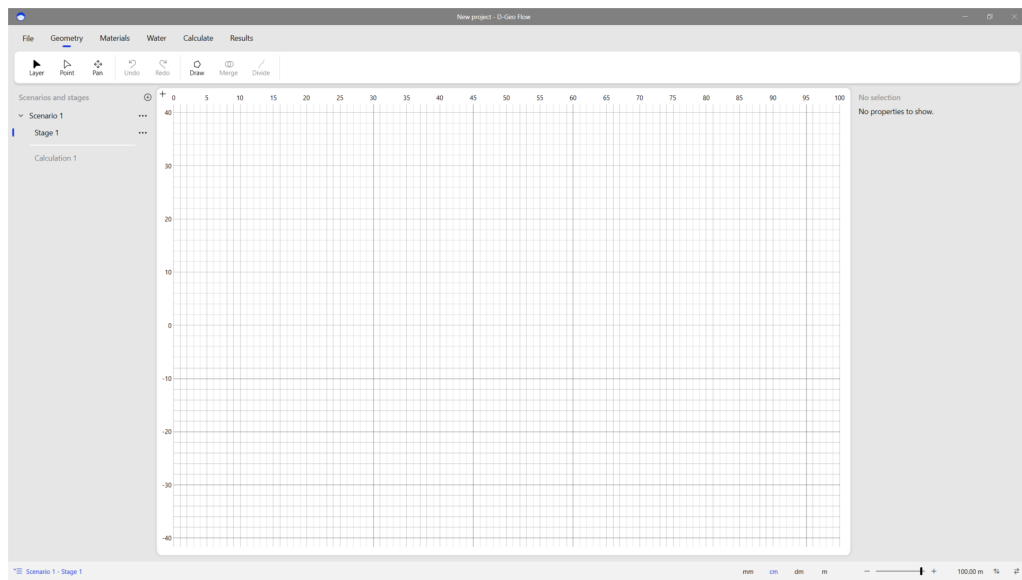 New project - D-Geo Flow
File Geometry Materials Water Calculate Results
Layer Point Pan Undo Redo Draw Merge Divide
Scenarios and stages
Scenario 1
Stage 1
Calculation 1
0 5 10 15 20 25 30 35 40 45 50 55 60 65 70 75 80 85 90 95 100
40
30
20
10
0
-10
-20
-30
-40
No selection
No properties to show.
Scenario 1 - Stage 1
mm cm dm m
100.00 m